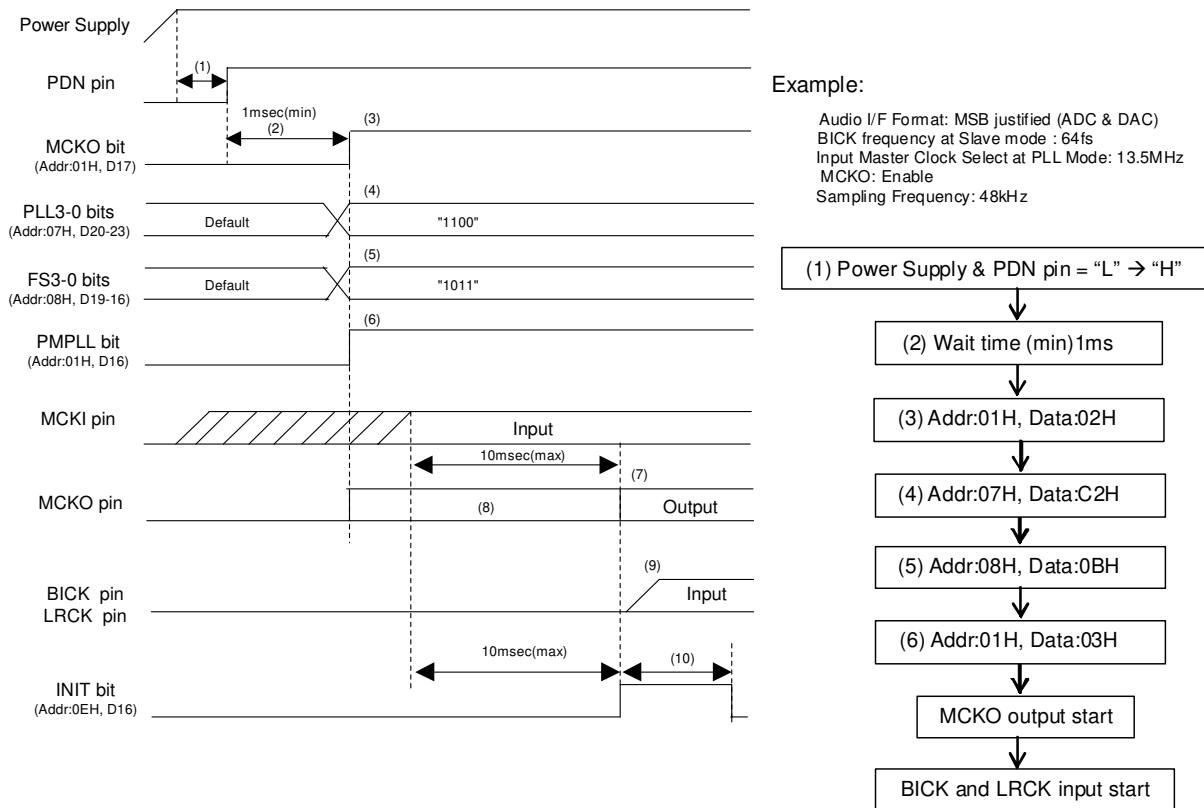 Power Supply
(1)
PDN pin
1msec(min)
(2)
(3)
MCKO bit
(Addr:01H, D17)
(4)
PLL3-0 bits
(Addr:07H, D20-23)
Default
"1100"
(5)
FS3-0 bits
(Addr:08H, D19-16)
Default
"1011"
(6)
PMPLL bit
(Addr:01H, D16)
MCKI pin
Input
10msec(max)
(7)
MCKO pin
(8)
Output
(9)
BICK pin
LRCK pin
Input
10msec(max)
(10)
INIT bit
(Addr:0EH, D16)
Example:
Audio I/F Format: MSB justified (ADC & DAC)
BICK frequency at Slave mode : 64fs
Input Master Clock Select at PLL Mode: 13.5MHz
MCKO: Enable
Sampling Frequency: 48kHz
(1) Power Supply & PDN pin = “L” → “H”
(2) Wait time (min)1ms
(3) Addr:01H, Data:02H
(4) Addr:07H, Data:C2H
(5) Addr:08H, Data:0BH
(6) Addr:01H, Data:03H
MCKO output start
BICK and LRCK input start